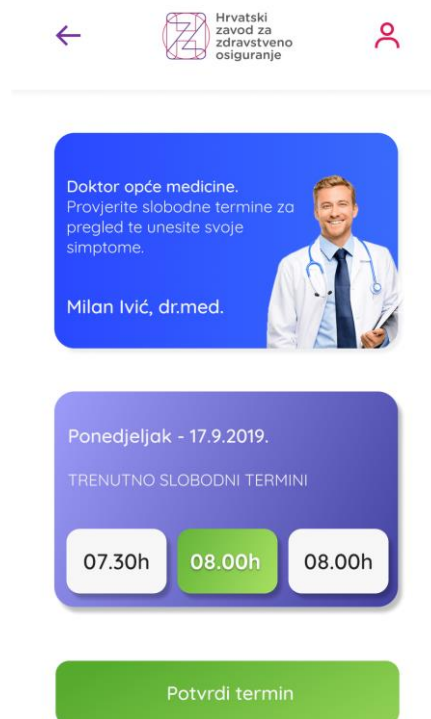 Hrvatski
zavod za
zdravstveno
osiguranje
Doktor opće medicine.
Provjerite slobodne termine za
pregled te unesite svoje
simptome.
Milan Ivić, dr.med.
Ponedjeljak - 17.9.2019.
TRENUTNO SLOBODNI TERMINI
07.30h 08.00h 08.00h
Potvrdi termin